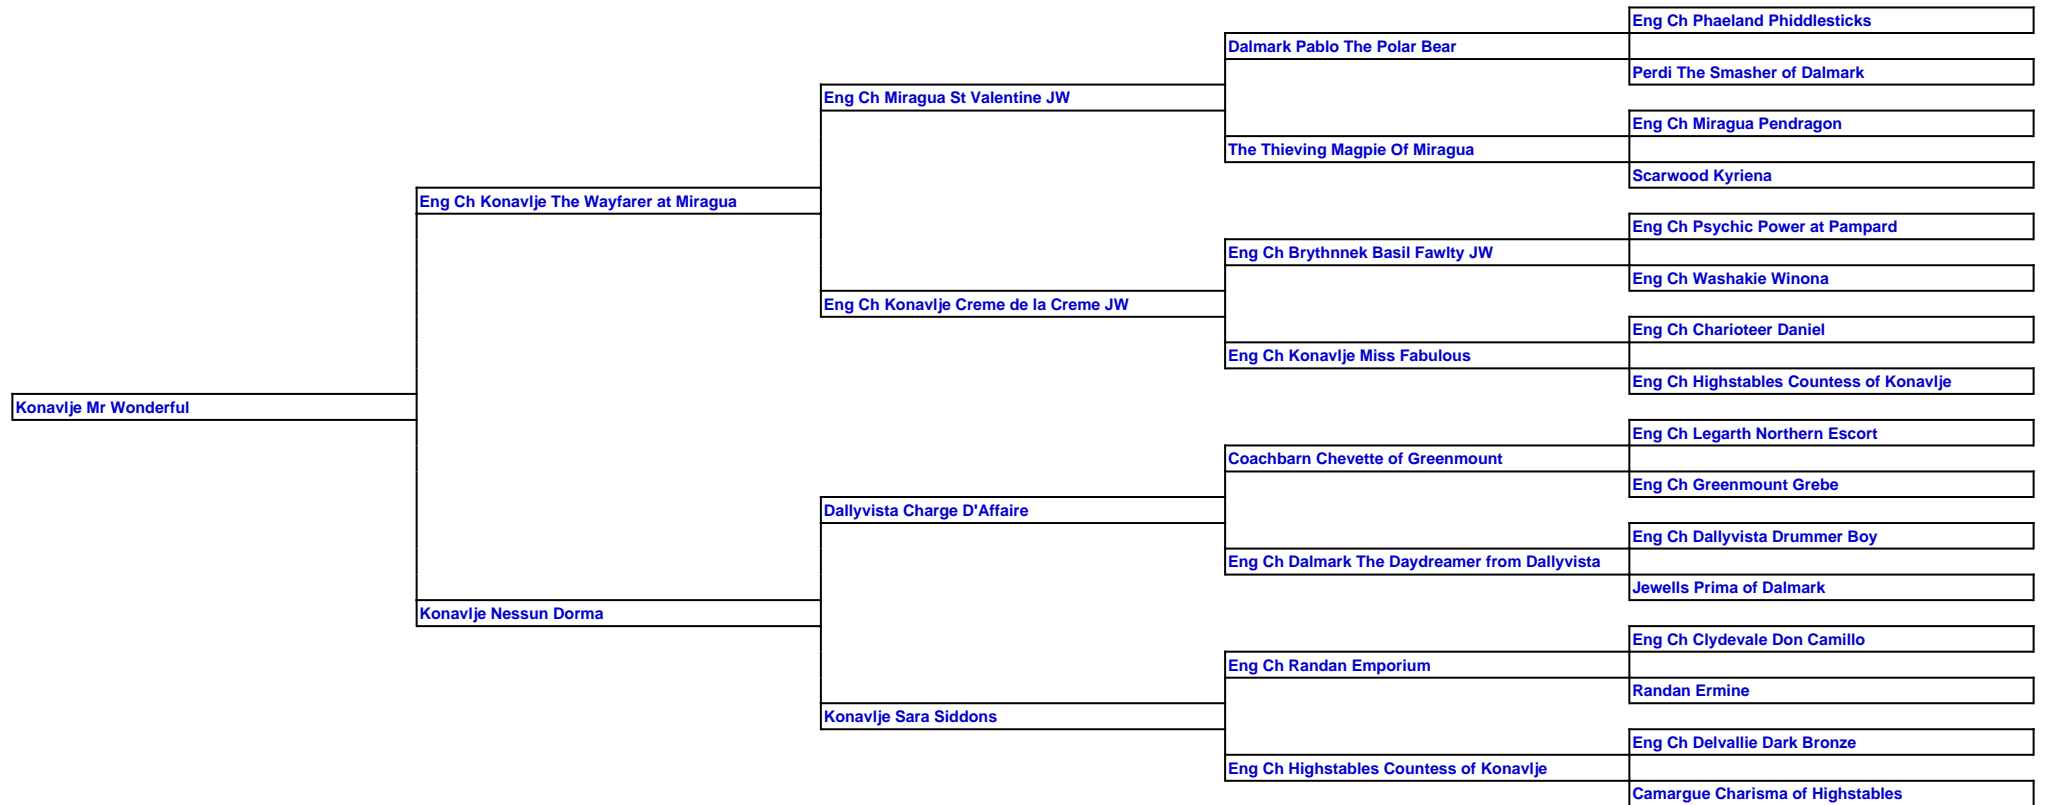 Eng Ch Phaeland Phiddlesticks
Dalmark Pablo The Polar Bear
Perdi The Smasher of Dalmark
Eng Ch Miragua St Valentine JW
Eng Ch Miragua Pendragon
The Thieving Magpie Of Miragua
Scarwood Kyriena
Eng Ch Konavlje The Wayfarer at Miragua
Eng Ch Psychic Power at Pampard
Eng Ch Brythnnek Basil Fawlty JW
Eng Ch Washakie Winona
Eng Ch Konavlje Creme de la Creme JW
Eng Ch Charioteer Daniel
Eng Ch Konavlje Miss Fabulous
Eng Ch Highstables Countess of Konavlje
Konavlje Mr Wonderful
Eng Ch Legarth Northern Escort
Coachbarn Chevette of Greenmount
Eng Ch Greenmount Grebe
Dallyvista Charge D'Affaire
Eng Ch Dallyvista Drummer Boy
Eng Ch Dalmark The Daydreamer from Dallyvista
Jewells Prima of Dalmark
Konavlje Nessun Dorma
Eng Ch Clydevale Don Camillo
Eng Ch Randan Emporium
Randan Ermine
Konavlje Sara Siddons
Eng Ch Delvallie Dark Bronze
Eng Ch Highstables Countess of Konavlje
Camargue Charisma of Highstables